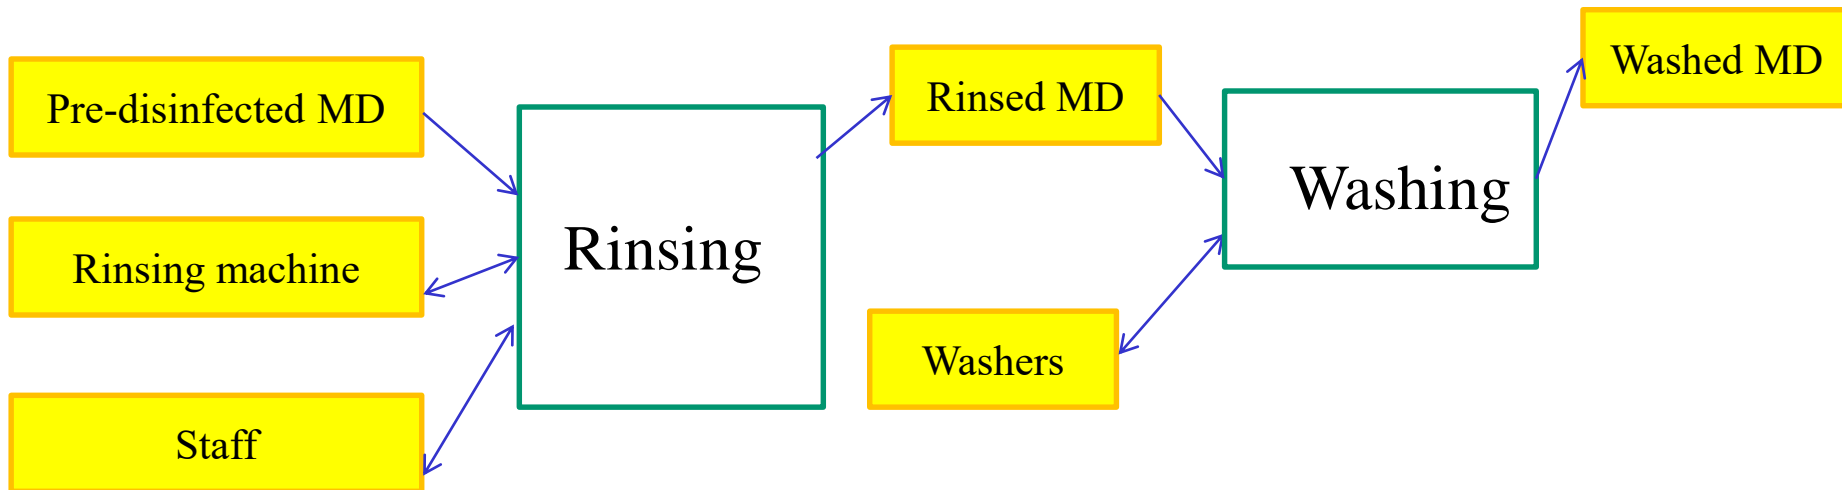 Pre-disinfected MD
Rinsing machine
Staff
Rinsing
Rinsed MD
Washers
Washing
Washed MD